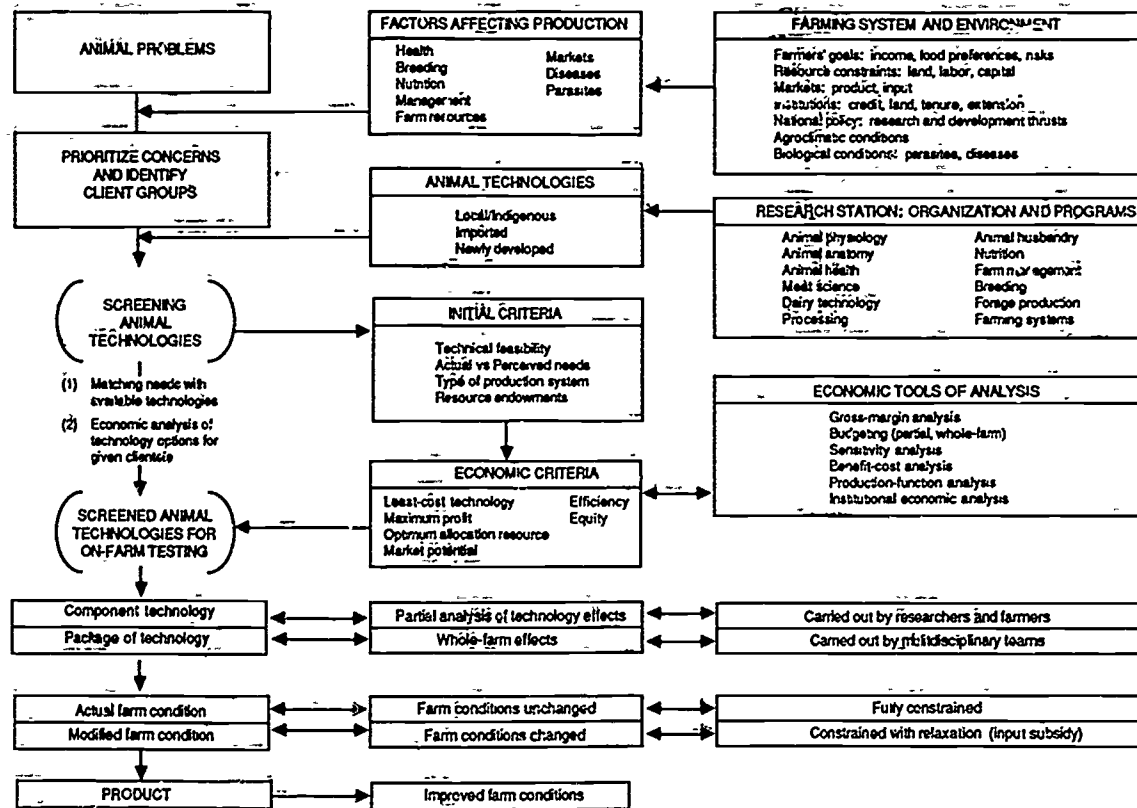 ANIMAL PROBLEMS
PRIORITIZE CONCERNS
AND IDENTIFY
CLIENT GROUPS
FACTORS AFFECTING PRODUCTION
Health
Breeding
Nutrition
Management
Farm resources
Markets
Diseases
Parasites
FARMING SYSTEM AND ENVIRONMENT
Farmers' goals: income, food preferences, risks
Resource constraints: land, labor, capital
Markets: product, input
Institutions: credit, land, tenure, extension
National policy: research and development thrusts
Agroclimatic conditions
Biological conditions: parasites, diseases
ANIMAL TECHNOLOGIES
Local/Indigenous
Imported
Newly developed
RESEARCH STATION: ORGANIZATION AND PROGRAMS
Animal physiology
Animal anatomy
Animal health
Meat science
Dairy technology
Processing
Animal husbandry
Nutrition
Farm management
Breeding
Forage production
Farming systems
SCREENING
ANIMAL
TECHNOLOGIES
(1) Matching needs with
available technologies
(2) Economic analysis of
technology options for
given clientele
INITIAL CRITERIA
Technical feasibility
Actual vs Perceived needs
Type of production system
Resource endowments
ECONOMIC TOOLS OF ANALYSIS
Gross-margin analysis
Budgeting (partial, whole-farm)
Sensitivity analysis
Benefit-cost analysis
Production-function analysis
Institutional economic analysis
ECONOMIC CRITERIA
Least-cost technology
Maximum profit
Optimum allocation resource
Market potential
Efficiency
Equity
SCREENED ANIMAL
TECHNOLOGIES FOR
ON-FARM TESTING
Component technology
Partial analysis of technology effects
Carried out by researchers and farmers
Package of technology
Whole-farm effects
Carried out by multidisciplinary teams
Actual farm condition
Farm conditions unchanged
Fully constrained
Modified farm condition
Farm conditions changed
Constrained with relaxation (input subsidy)
PRODUCT
Improved farm conditions